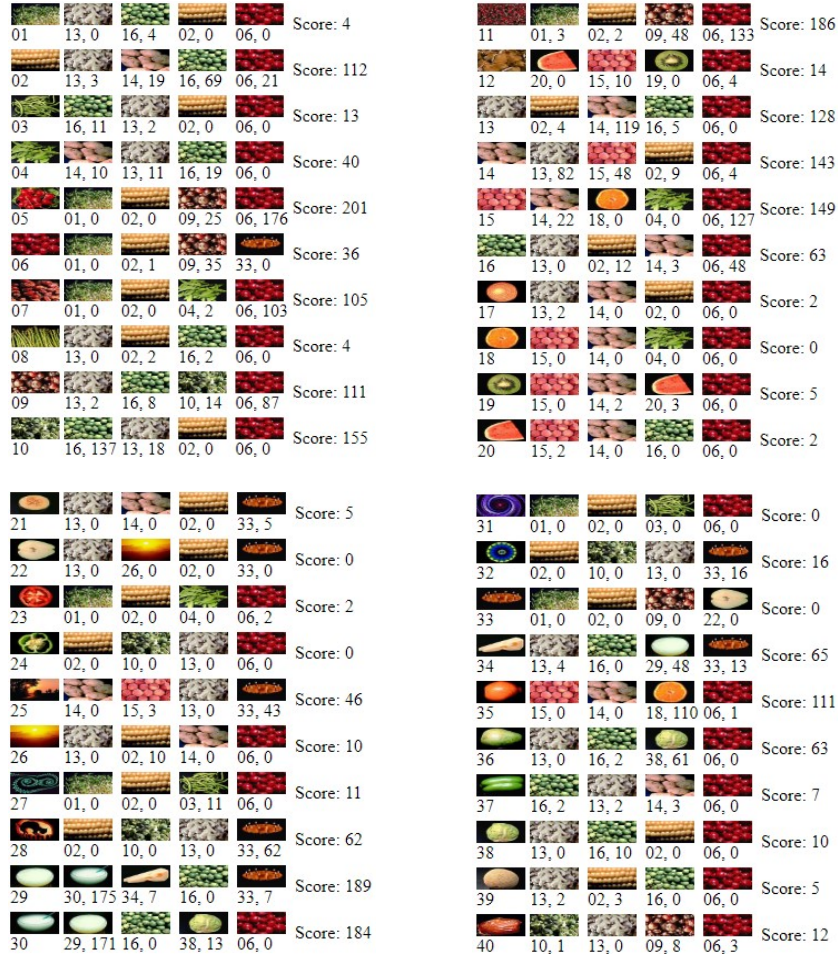 Score: 4
01 13, 0 16, 4 02, 0 06, 0
Score: 112
02 13, 3 14, 19 16, 69 06, 21
Score: 13
03 16, 11 13, 2 02, 0 06, 0
Score: 40
04 14, 10 13, 11 16, 19 06, 0
Score: 201
05 01, 0 02, 0 09, 25 06, 176
Score: 36
06 01, 0 02, 1 09, 35 33, 0
Score: 105
07 01, 0 02, 0 04, 2 06, 103
Score: 4
08 13, 0 02, 2 16, 2 06, 0
Score: 111
09 13, 2 16, 8 10, 14 06, 87
Score: 155
10 16, 137 13, 18 02, 0 06, 0
Score: 186
11 01, 3 02, 2 09, 48 06, 133
Score: 14
12 20, 0 15, 10 19, 0 06, 4
Score: 128
13 02, 4 14, 119 16, 5 06, 0
Score: 143
14 13, 82 15, 48 02, 9 06, 4
Score: 149
15 14, 22 18, 0 04, 0 06, 127
Score: 63
16 13, 0 02, 12 14, 3 06, 48
Score: 2
17 13, 2 14, 0 02, 0 06, 0
Score: 0
18 15, 0 14, 0 04, 0 06, 0
Score: 5
19 15, 0 14, 2 20, 3 06, 0
Score: 2
20 15, 2 14, 0 16, 0 06, 0
Score: 5
21 13, 0 14, 0 02, 0 33, 5
Score: 0
22 13, 0 26, 0 02, 0 33, 0
Score: 2
23 01, 0 02, 0 04, 0 06, 2
Score: 0
24 02, 0 10, 0 13, 0 06, 0
Score: 46
25 14, 0 15, 3 13, 0 33, 43
Score: 10
26 13, 0 02, 10 14, 0 06, 0
Score: 11
27 01, 0 02, 0 03, 11 06, 0
Score: 62
28 02, 0 10, 0 13, 0 33, 62
Score: 189
29 30, 175 34, 7 16, 0 33, 7
Score: 184
30 29, 171 16, 0 38, 13 06, 0
Score: 0
31 01, 0 02, 0 03, 0 06, 0
Score: 16
32 02, 0 10, 0 13, 0 33, 16
Score: 0
33 01, 0 02, 0 09, 0 22, 0
Score: 65
34 13, 4 16, 0 29, 48 33, 13
Score: 111
35 15, 0 14, 0 18, 110 06, 1
Score: 63
36 13, 0 16, 2 38, 61 06, 0
Score: 7
37 16, 2 13, 2 14, 3 06, 0
Score: 10
38 13, 0 16, 10 02, 0 06, 0
Score: 5
39 13, 2 02, 3 16, 0 06, 0
Score: 12
40 10, 1 13, 0 09, 8 06, 3